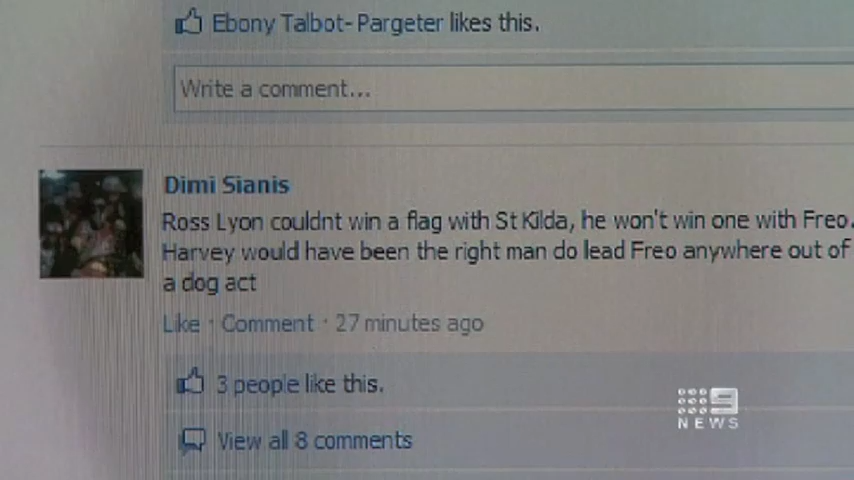 Ebony Talbot-Pargeter likes this.
Write a comment...
Dimi Sianis
Ross Lyon couldnt win a flag with St Kilda, he won't win one with Freo.
Harvey would have been the right man do lead Freo anywhere out of
a dog act
Like · Comment · 27 minutes ago
3 people like this.
View all 8 comments
9
NEWS